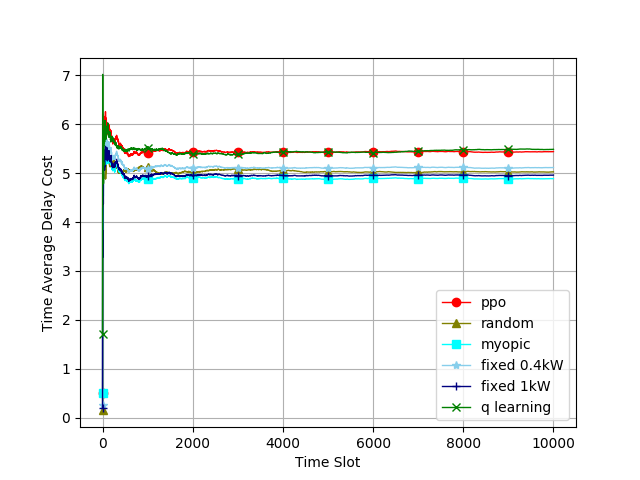 7
6
5
4
3
2
1
0
Time Average Delay Cost
ppo
random
myopic
fixed 0.4kW
fixed 1kW
q learning
0 2000 4000 6000 8000 10000
Time Slot